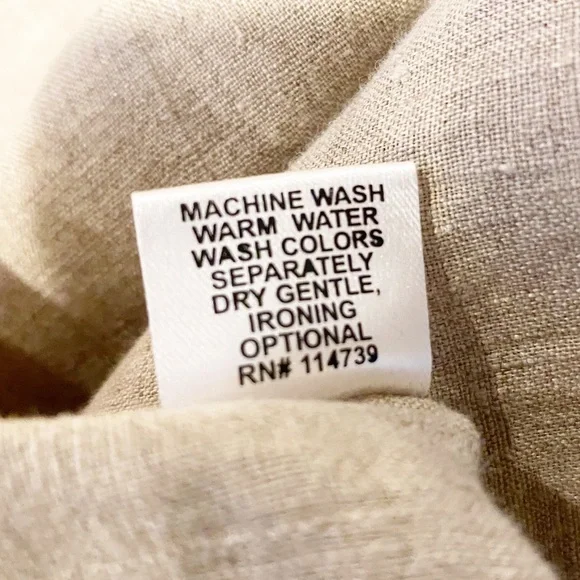 MACHINE WASH
WARM WATER
WASH COLORS
SEPARATELY
DRY GENTLE,
IRONING
OPTIONAL
RN# 114739